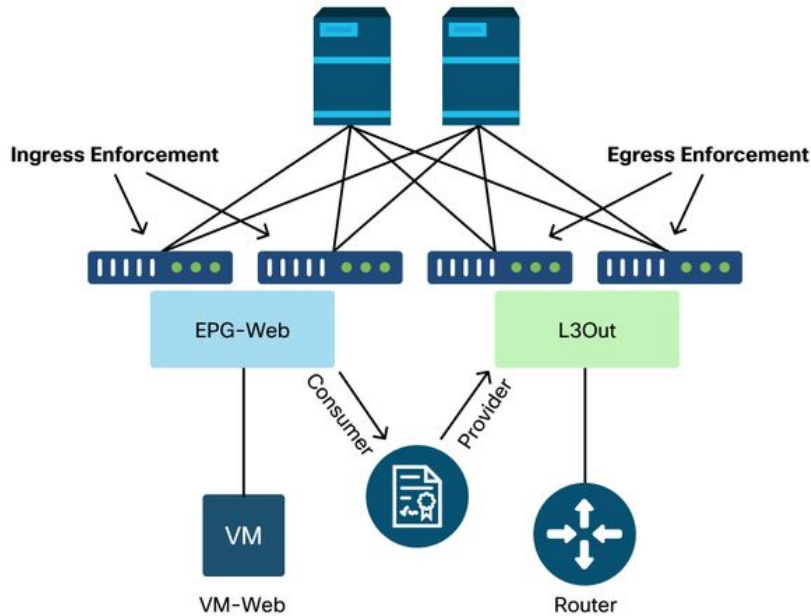 Ingress Enforcement
Egress Enforcement
EPG-Web
L3Out
Consumer
Provider
VM
VM-Web
Router